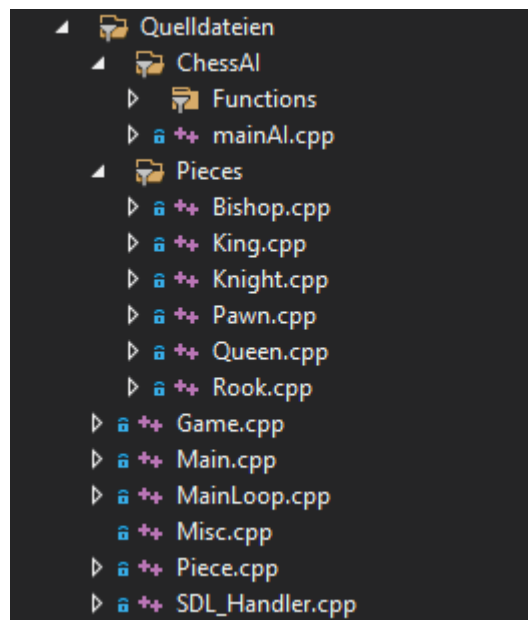 Quelldateien
ChessAI
Functions
mainAI.cpp
Pieces
Bishop.cpp
King.cpp
Knight.cpp
Pawn.cpp
Queen.cpp
Rook.cpp
Game.cpp
Main.cpp
MainLoop.cpp
Misc.cpp
Piece.cpp
SDL_Handler.cpp